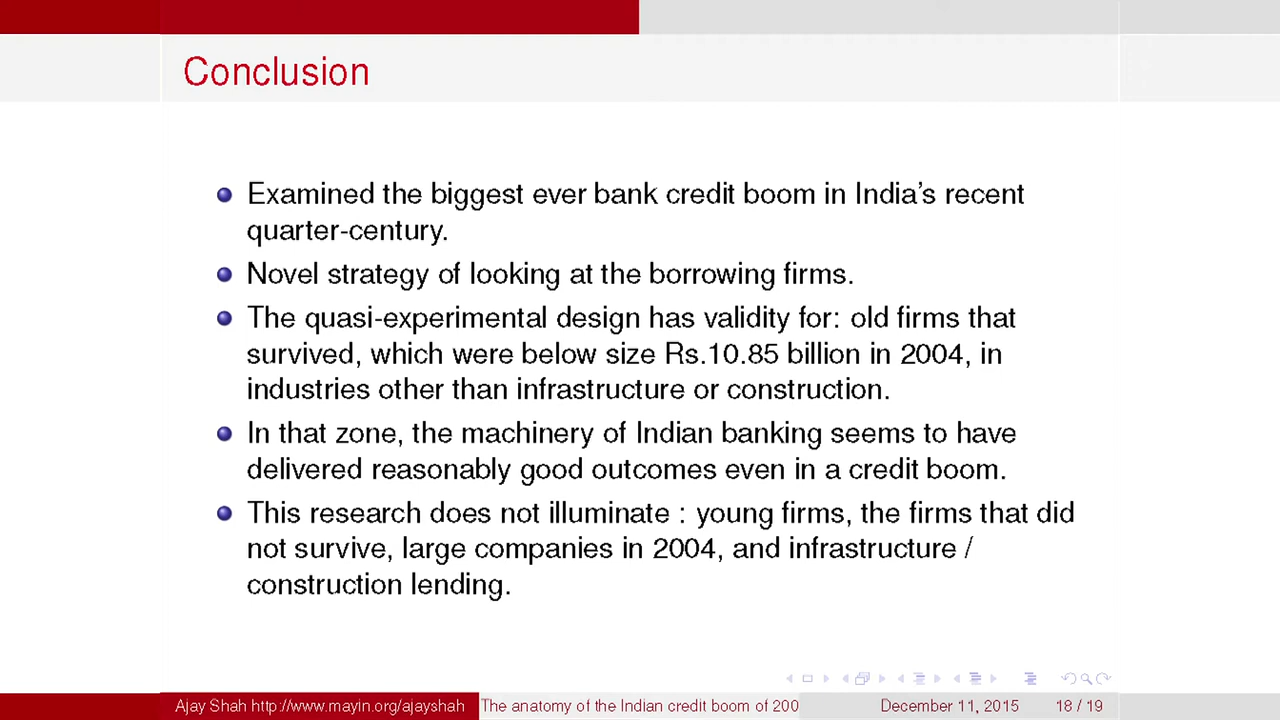 Conclusion
Examined the biggest ever bank credit boom in India's recent
quarter-century.
Novel strategy of looking at the borrowing firms.
The quasi-experimental design has validity for: old firms that
survived, which were below size Rs.10.85 billion in 2004, in
industries other than infrastructure or construction.
In that zone, the machinery of Indian banking seems to have
delivered reasonably good outcomes even in a credit boom.
This research does not illuminate : young firms, the firms that did
not survive, large companies in 2004, and infrastructure /
construction lending.
Ajay Shah http://www.mayin.org/ajayshah The anatomy of the Indian credit boom of 200 December 11, 2015 18 / 19